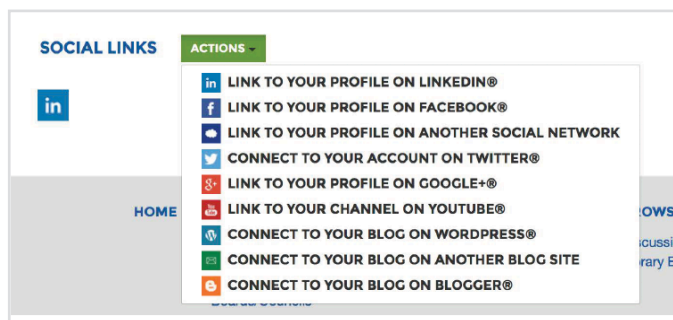 SOCIAL LINKS ACTIONS
in
in LINK TO YOUR PROFILE ON LINKEDIN®
f LINK TO YOUR PROFILE ON FACEBOOK®
LINK TO YOUR PROFILE ON ANOTHER SOCIAL NETWORK
CONNECT TO YOUR ACCOUNT ON TWITTER®
g+ LINK TO YOUR PROFILE ON GOOGLE+®
LINK TO YOUR CHANNEL ON YOUTUBE®
CONNECT TO YOUR BLOG ON WORDPRESS®
CONNECT TO YOUR BLOG ON ANOTHER BLOG SITE
CONNECT TO YOUR BLOG ON BLOGGER®
HOME